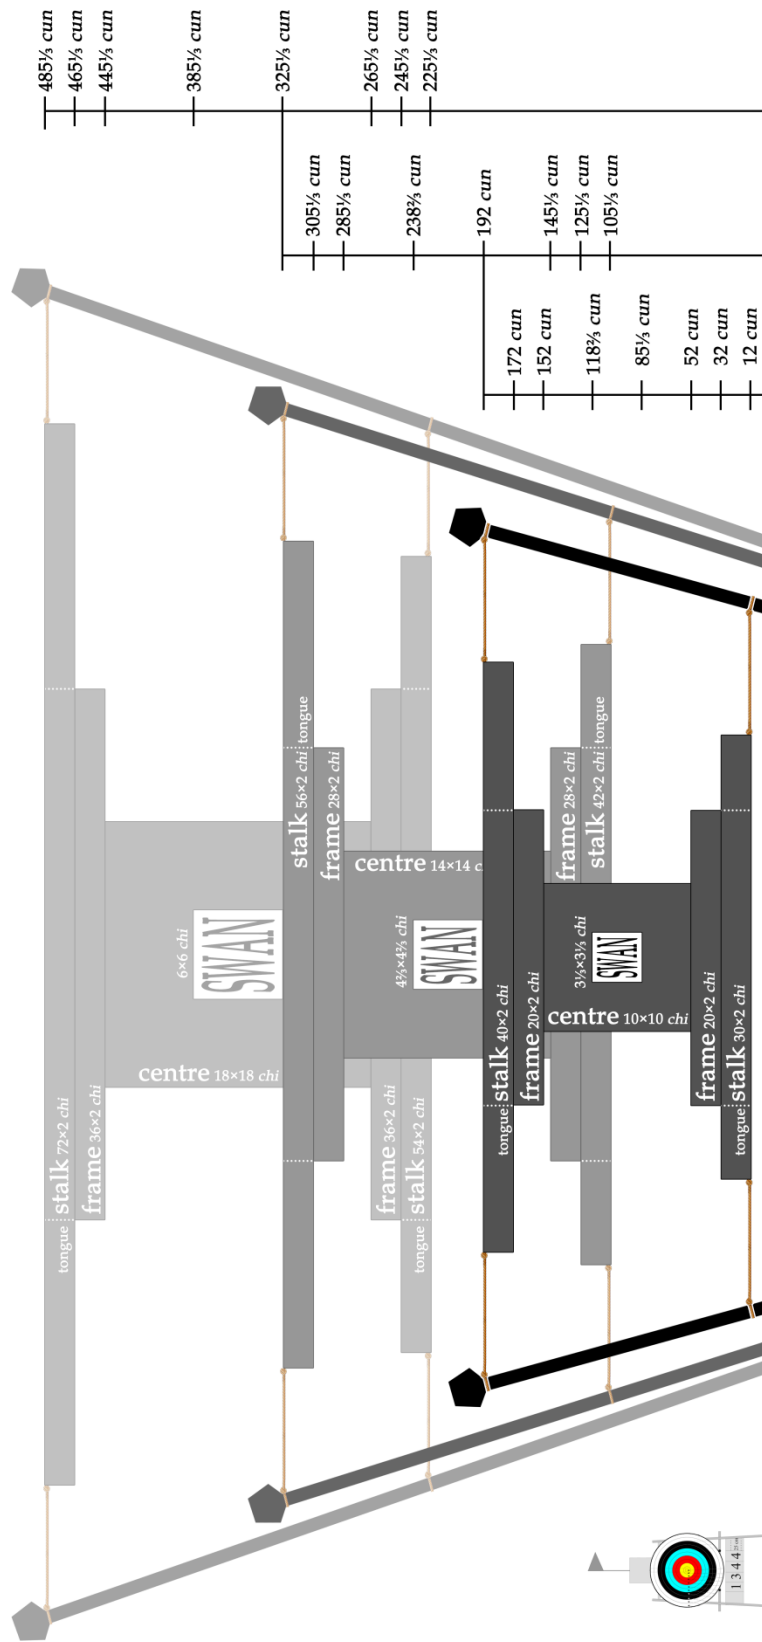 485⅓ cun
465⅓ cun
445⅓ cun
385⅓ cun
325⅓ cun
265⅓ cun
245⅓ cun
225⅓ cun
305⅓ cun
285⅓ cun
238⅔ cun
192 cun
145⅓ cun
125⅓ cun
105⅓ cun
172 cun
152 cun
118⅔ cun
85⅓ cun
52 cun
32 cun
12 cun
tongue
stalk 72×2 chi
frame 36×2 chi
centre 18×18 chi
6×6 chi
SWAN
frame 36×2 chi
stalk 54×2 chi
tongue
stalk 56×2 chi
tongue
frame 28×2 chi
centre 14×14 c
4⅔×4⅔ chi
SWAN
frame 28×2 chi
stalk 42×2 chi
tongue
tongue
stalk 40×2 chi
frame 20×2 chi
centre 10×10 chi
3⅓×3⅓ chi
SWAN
frame 20×2 chi
tongue
stalk 30×2 chi
1 3 4 4